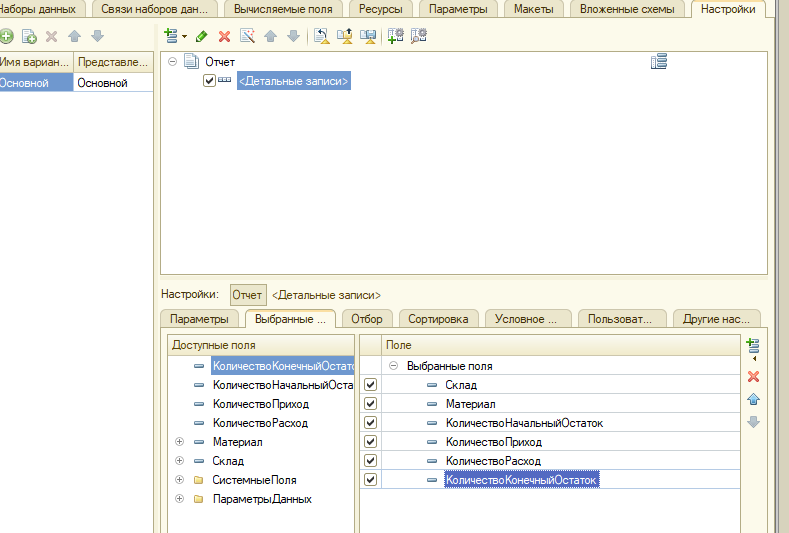 Наборы данных Связи наборов дан... Вычисляемые поля Ресурсы Параметры Макеты Вложенные схемы Настройки
Имя вариан... Представле...
Основной Основной
Отчет
<Детальные записи>
Настройки: Отчет <Детальные записи>
Параметры Выбранные ... Отбор Сортировка Условное ... Пользоват... Другие нас...
Доступные поля
КоличествоКонечныйОстато
КоличествоНачальныйОста
КоличествоПриход
КоличествоРасход
Материал
Склад
СистемныеПоля
ПараметрыДанных
Поле
Выбранные поля
Склад
Материал
КоличествоНачальныйОстаток
КоличествоПриход
КоличествоРасход
КоличествоКонечныйОстаток